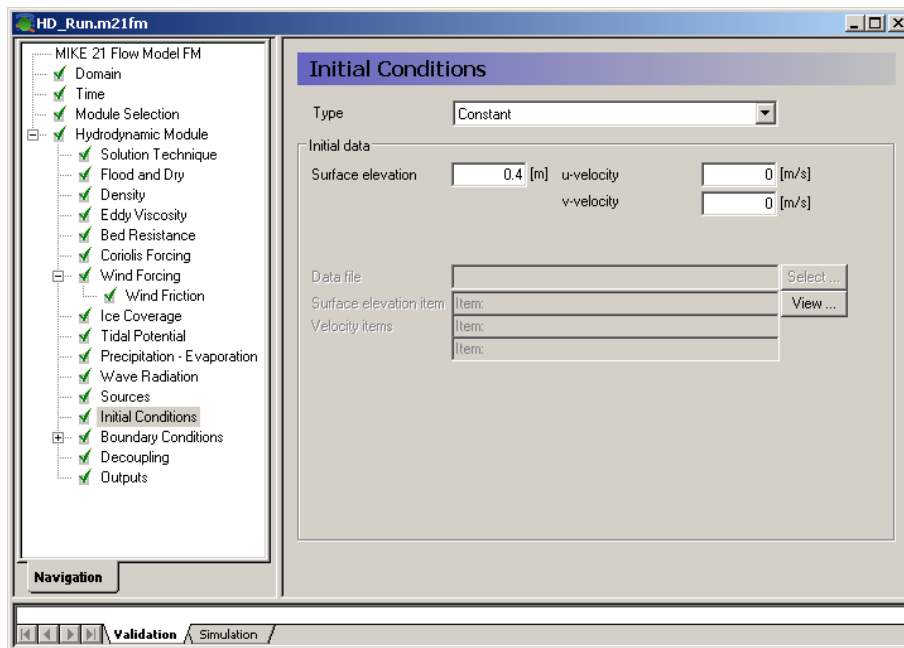 HD_Run.m21fm
MIKE 21 Flow Model FM
Domain
Time
Module Selection
Hydrodynamic Module
Solution Technique
Flood and Dry
Density
Eddy Viscosity
Bed Resistance
Coriolis Forcing
Wind Forcing
Wind Friction
Ice Coverage
Tidal Potential
Precipitation - Evaporation
Wave Radiation
Sources
Initial Conditions
Boundary Conditions
Decoupling
Outputs
Navigation
Initial Conditions
Type Constant
Initial data
Surface elevation 0.4 [m] u-velocity 0 [m/s]
v-velocity 0 [m/s]
Data file Select ...
Surface elevation item Item: View ...
Velocity items Item:
Item:
Validation Simulation